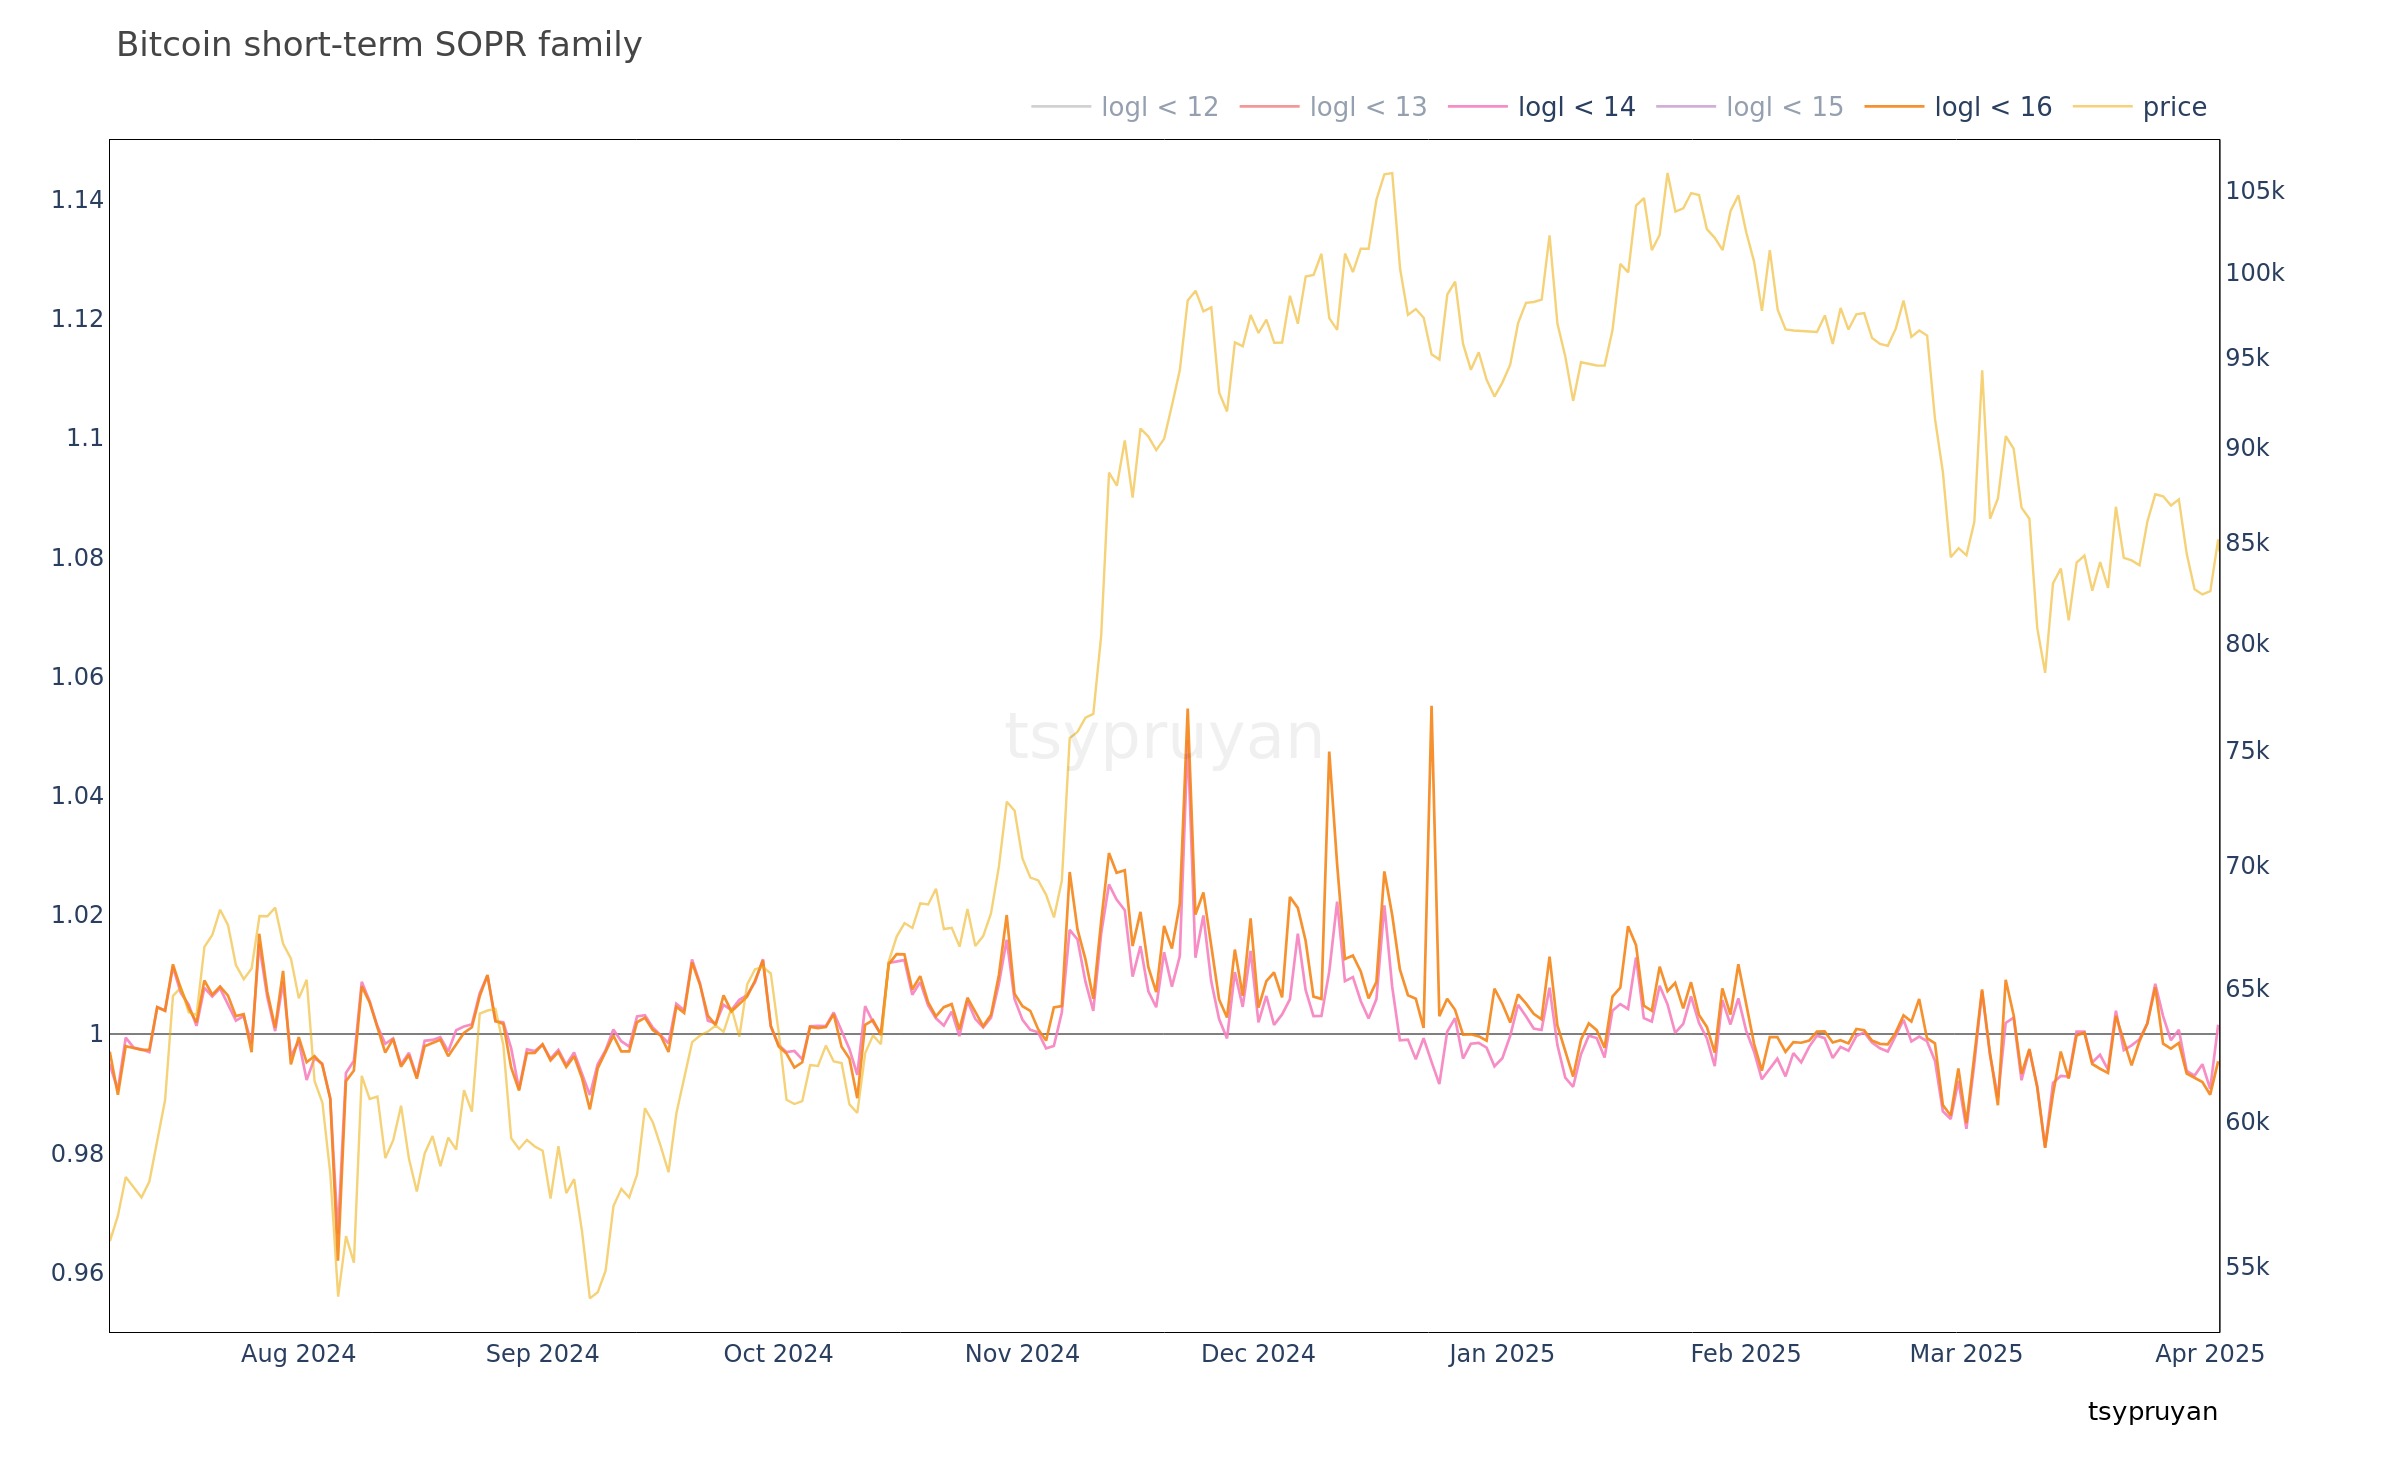 Bitcoin short-term SOPR family
logl < 12 logl < 13 logl < 14 logl < 15 logl < 16 price
1.14 105k
1.12 100k
1.1 95k
1.08 90k
1.06 85k
1.04 80k
1.02 75k
1 70k
0.98 65k
0.96 60k
55k
tsypruyan
Aug 2024 Sep 2024 Oct 2024 Nov 2024 Dec 2024 Jan 2025 Feb 2025 Mar 2025 Apr 2025
tsypruyan